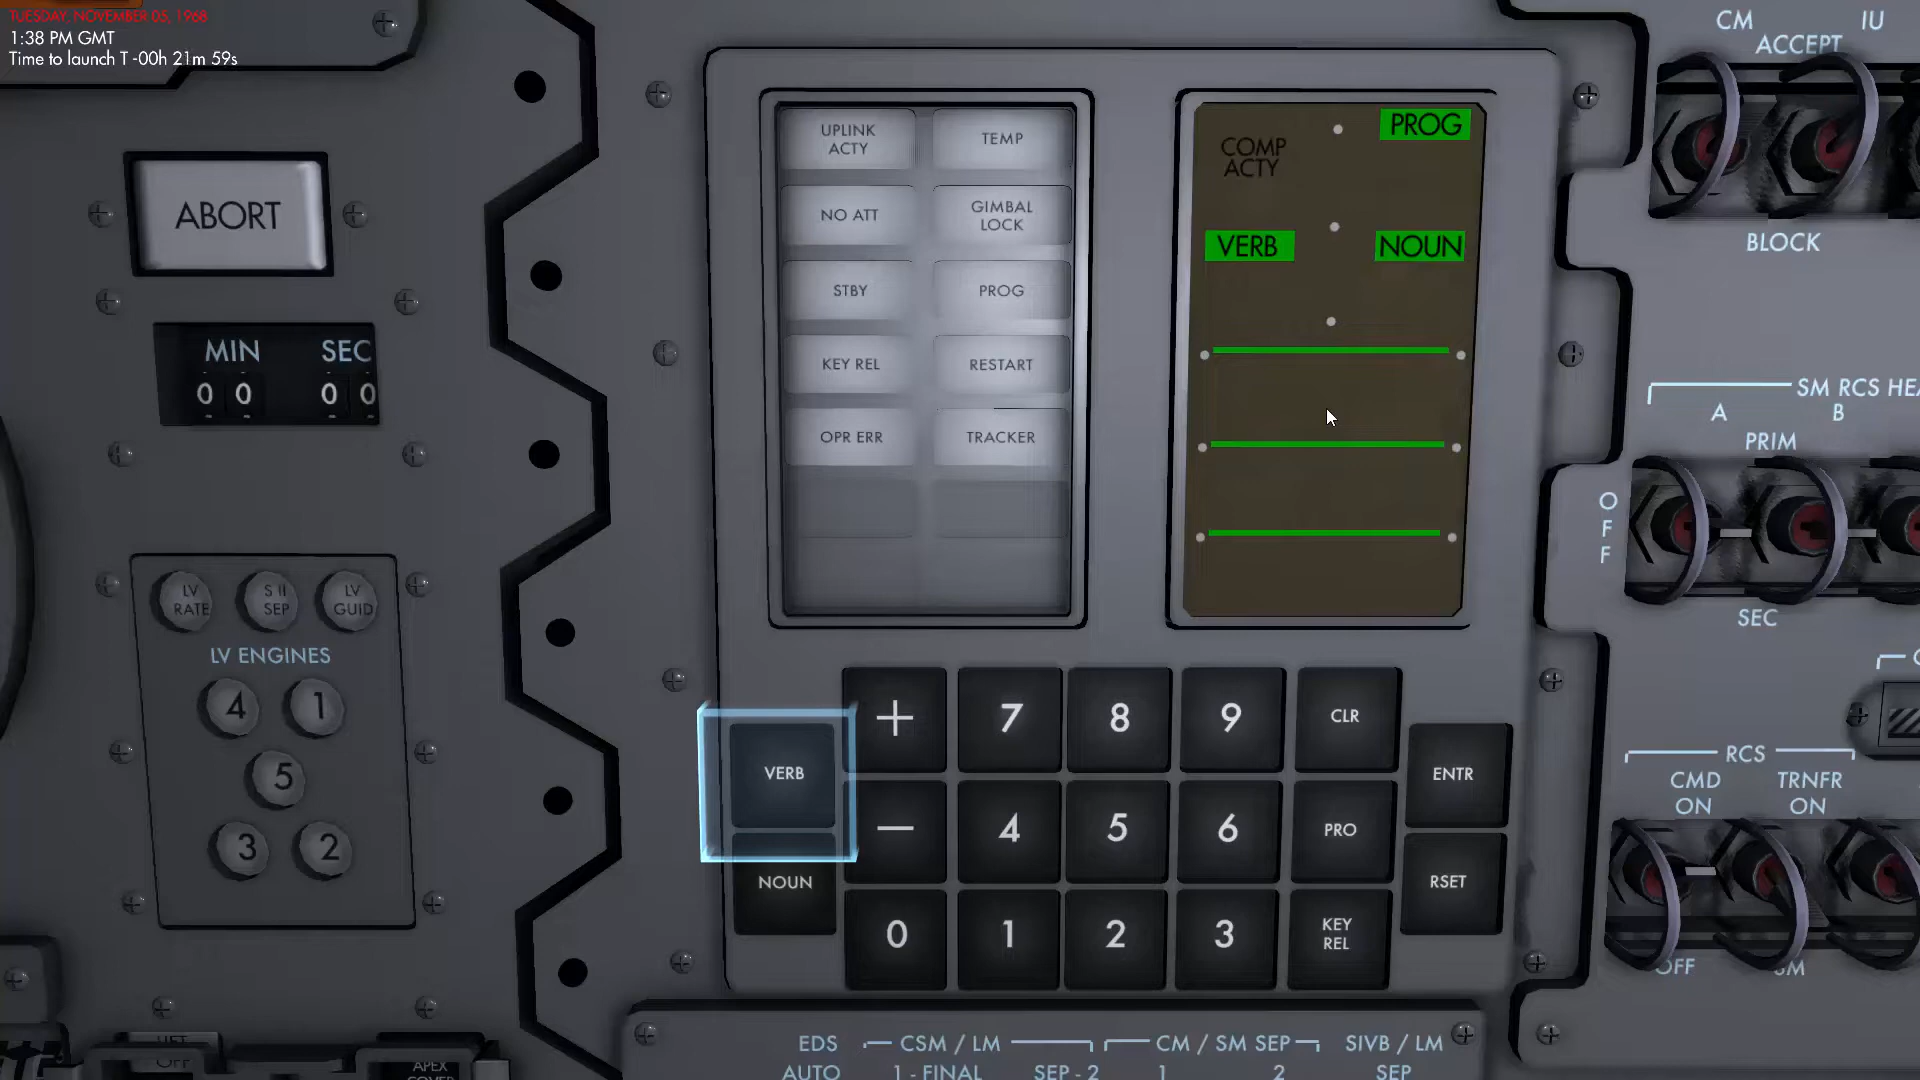 TUESDAY, NOVEMBER 05, 1968
1:38 PM GMT
Time to launch T -00h 21m 59s
ABORT
MIN SEC
0 0 0 0
LV RATE
S II SEP
LV GUID
LV ENGINES
4 1
5
3 2
UPLINK ACTY
TEMP
NO ATT
GIMBAL LOCK
STBY
PROG
KEY REL
RESTART
OPR ERR
TRACKER
COMP ACTY
PROG
VERB
NOUN
VERB
NOUN
+ 7 8 9 CLR
— 4 5 6 PRO
0 1 2 3 KEY REL
ENTR
RSET
EDS
AUTO
CSM / LM
1 - FINAL SEP - 2
CM / SM SEP
1 2
SIVB / LM
SEP
APEX
CM IU
ACCEPT
BLOCK
SM RCS HEA
A B
PRIM
OFF
SEC
RCS
CMD TRNFR
ON ON
OFF SM